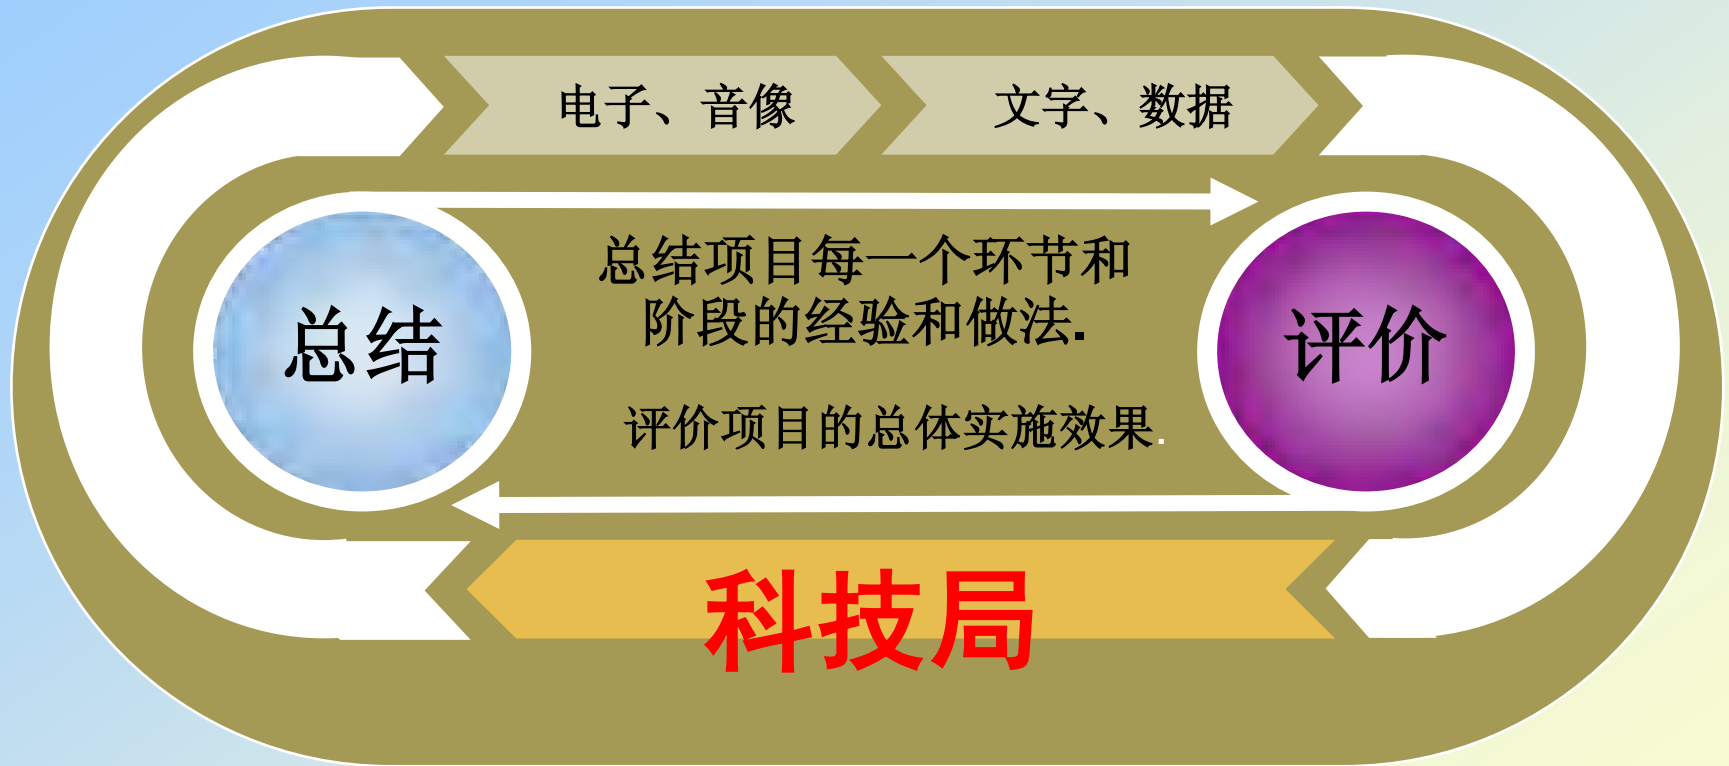 电子、音像
文字、数据
总结
总结项目每一个环节和
阶段的经验和做法.
评价项目的总体实施效果.
评价
科技局